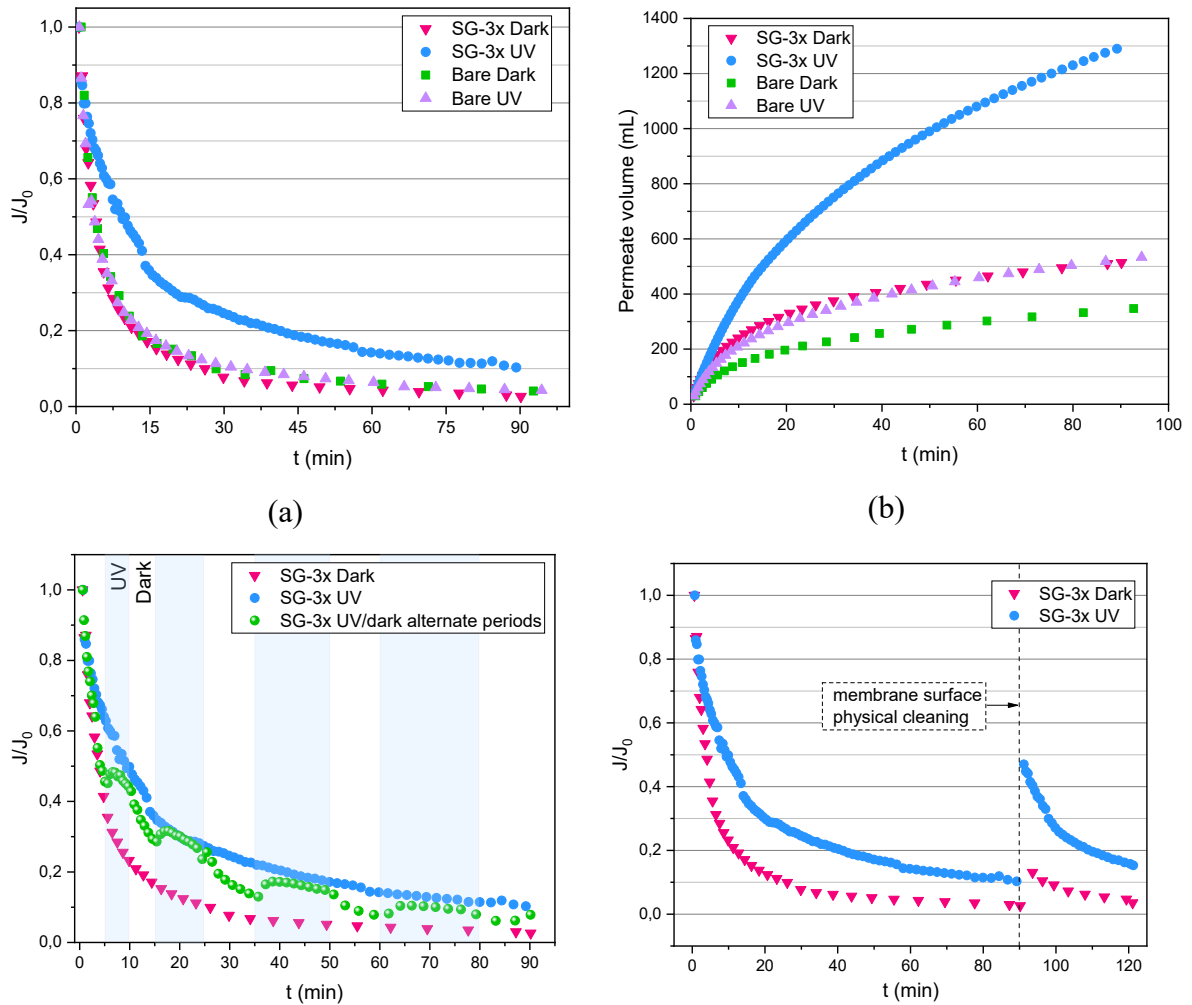 SG-3x Dark
SG-3x UV
Bare Dark
Bare UV
1,0
0,8
0,6
0,4
0,2
0,0
J/J0
0 15 30 45 60 75 90
t (min)
(a)
SG-3x Dark
SG-3x UV
Bare Dark
Bare UV
1400
1200
1000
800
600
400
200
0
Permeate volume (mL)
0 20 40 60 80 100
t (min)
(b)
UV
Dark
SG-3x Dark
SG-3x UV
SG-3x UV/dark alternate periods
1,0
0,8
0,6
0,4
0,2
0,0
J/J0
0 10 20 30 40 50 60 70 80 90
t (min)
SG-3x Dark
SG-3x UV
membrane surface
physical cleaning
1,0
0,8
0,6
0,4
0,2
0,0
J/J0
0 20 40 60 80 100 120
t (min)